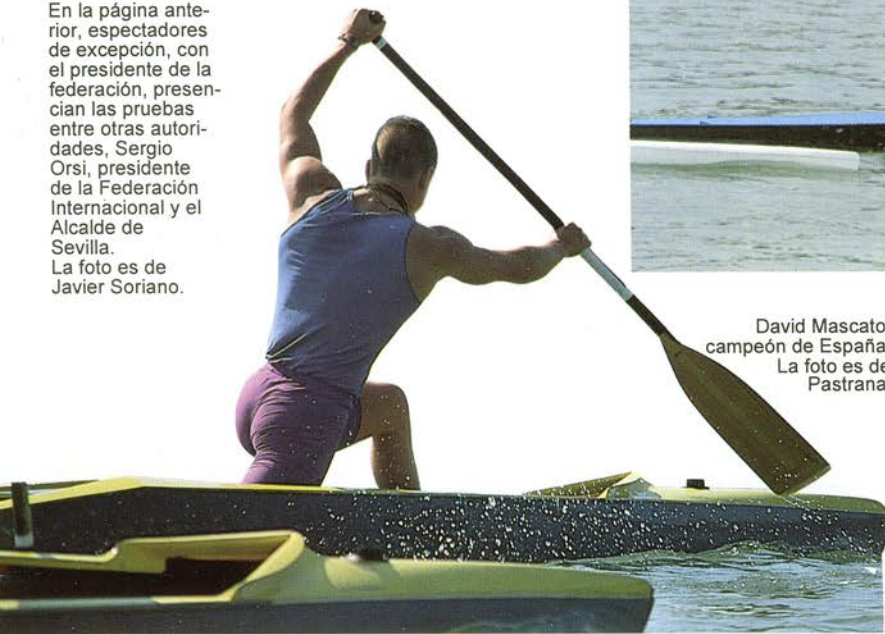 En la página ante-
rior, espectadores
de excepción, con
el presidente de la
federación, presen-
cian las pruebas
entre otras autori-
dades, Sergio
Orsi, presidente
de la Federación
Internacional y el
Alcalde de
Sevilla.
La foto es de
Javier Soriano.
David Mascato
campeón de España
La foto es de
Pastrana